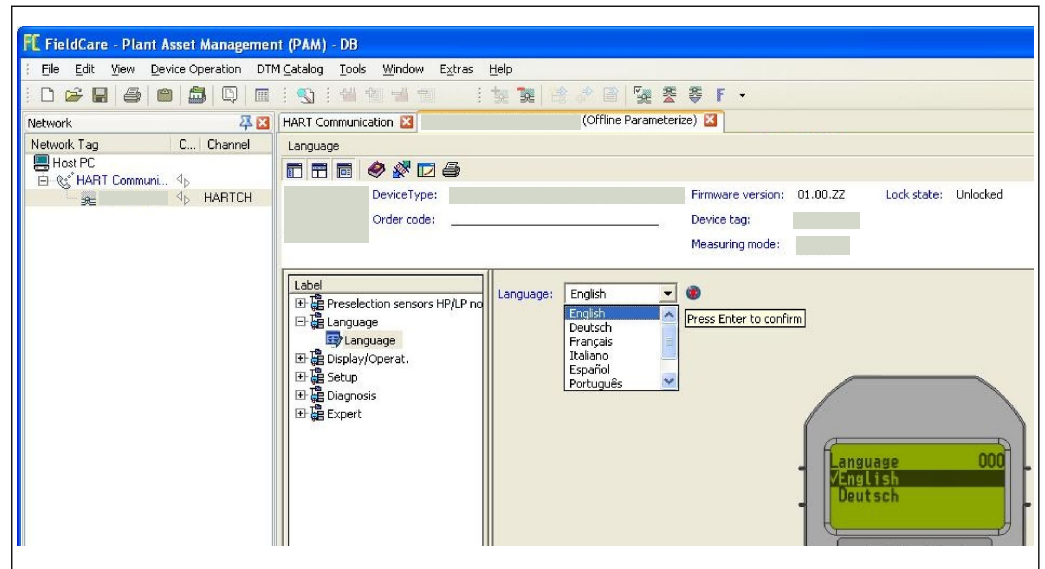 FieldCare - Plant Asset Management (PAM) - DB
File Edit View Device Operation DTM Catalog Tools Window Extras Help
F
Network
HART Communication (Offline Parameterize)
Network Tag C... Channel
Host PC
HART Communi...
HARTCH
Language
DeviceType: Firmware version: 01.00.ZZ Lock state: Unlocked
Order code: Device tag:
Measuring mode:
Label
Preselection sensors HP/LP no
Language
Language
Display/Operat.
Setup
Diagnosis
Expert
Language: English
English
Deutsch
Français
Italiano
Español
Português
Press Enter to confirm
Language 000
✓English
Deutsch